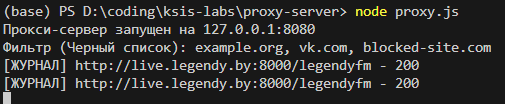 (base) PS D:\coding\ksis-labs\proxy-server> node proxy.js
Прокси-сервер запущен на 127.0.0.1:8080
Фильтр (Черный список): example.org, vk.com, blocked-site.com
[ЖУРНАЛ] http://live.legendy.by:8000/legendyfm - 200
[ЖУРНАЛ] http://live.legendy.by:8000/legendyfm - 200